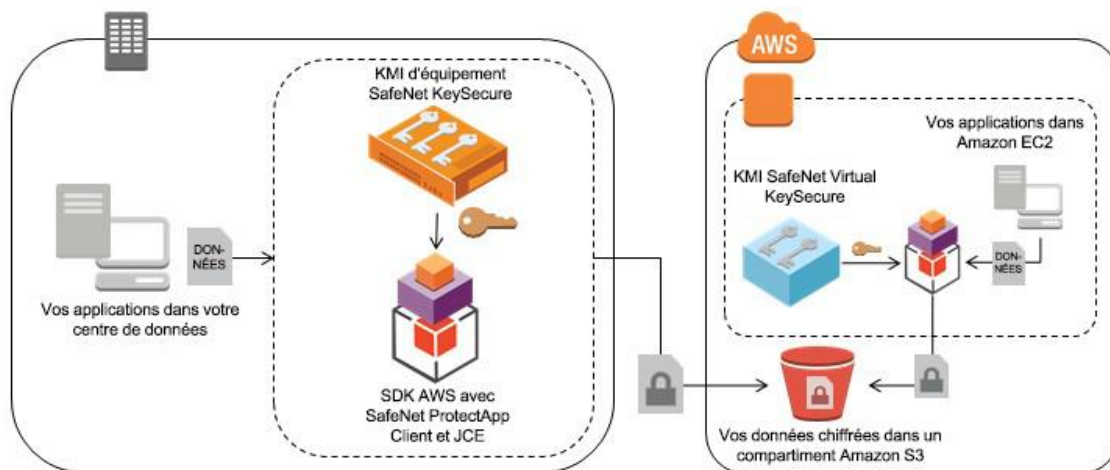 KMI d'équipement
SafeNet KeySecure
DON-
NÉES
Vos applications dans votre
centre de données
SDK AWS avec
SafeNet ProtectApp
Client et JCE
AWS
Vos applications dans
Amazon EC2
KMI SafeNet Virtual
KeySecure
DON-
NÉES
Vos données chiffrées dans un
compartiment Amazon S3